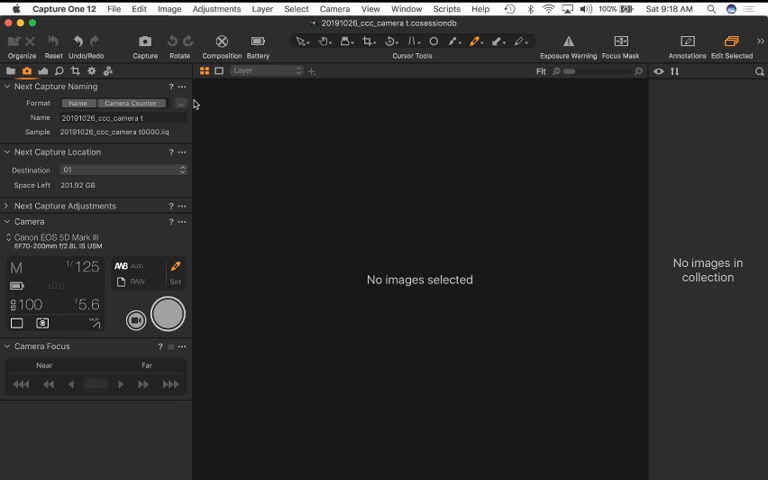 Capture One 12 File Edit Image Adjustments Layer Select Camera View Window Scripts Help 100% Sat 9:18 AM
20191026_ccc_camera t.cosessiondb
Organize Reset Undo/Redo Capture Rotate Composition Battery Cursor Tools Exposure Warning Focus Mask Annotations Edit Selected
Layer Fit
Next Capture Naming ? ...
Format Name Camera Counter ...
Name 20191026_ccc_camera t
Sample 20191026_ccc_camera t0000.iiq
Next Capture Location ? ...
Destination 01
Space Left 201.92 GB
Next Capture Adjustments ? ...
Camera ? ...
Canon EOS 5D Mark III
EF70-200mm f/2.8L IS USM
M 1/125 AWB Auto
±0.0 RAW Set
ISO 100 f5.6
Camera Focus ? ...
Near Far
No images selected
No images in
collection